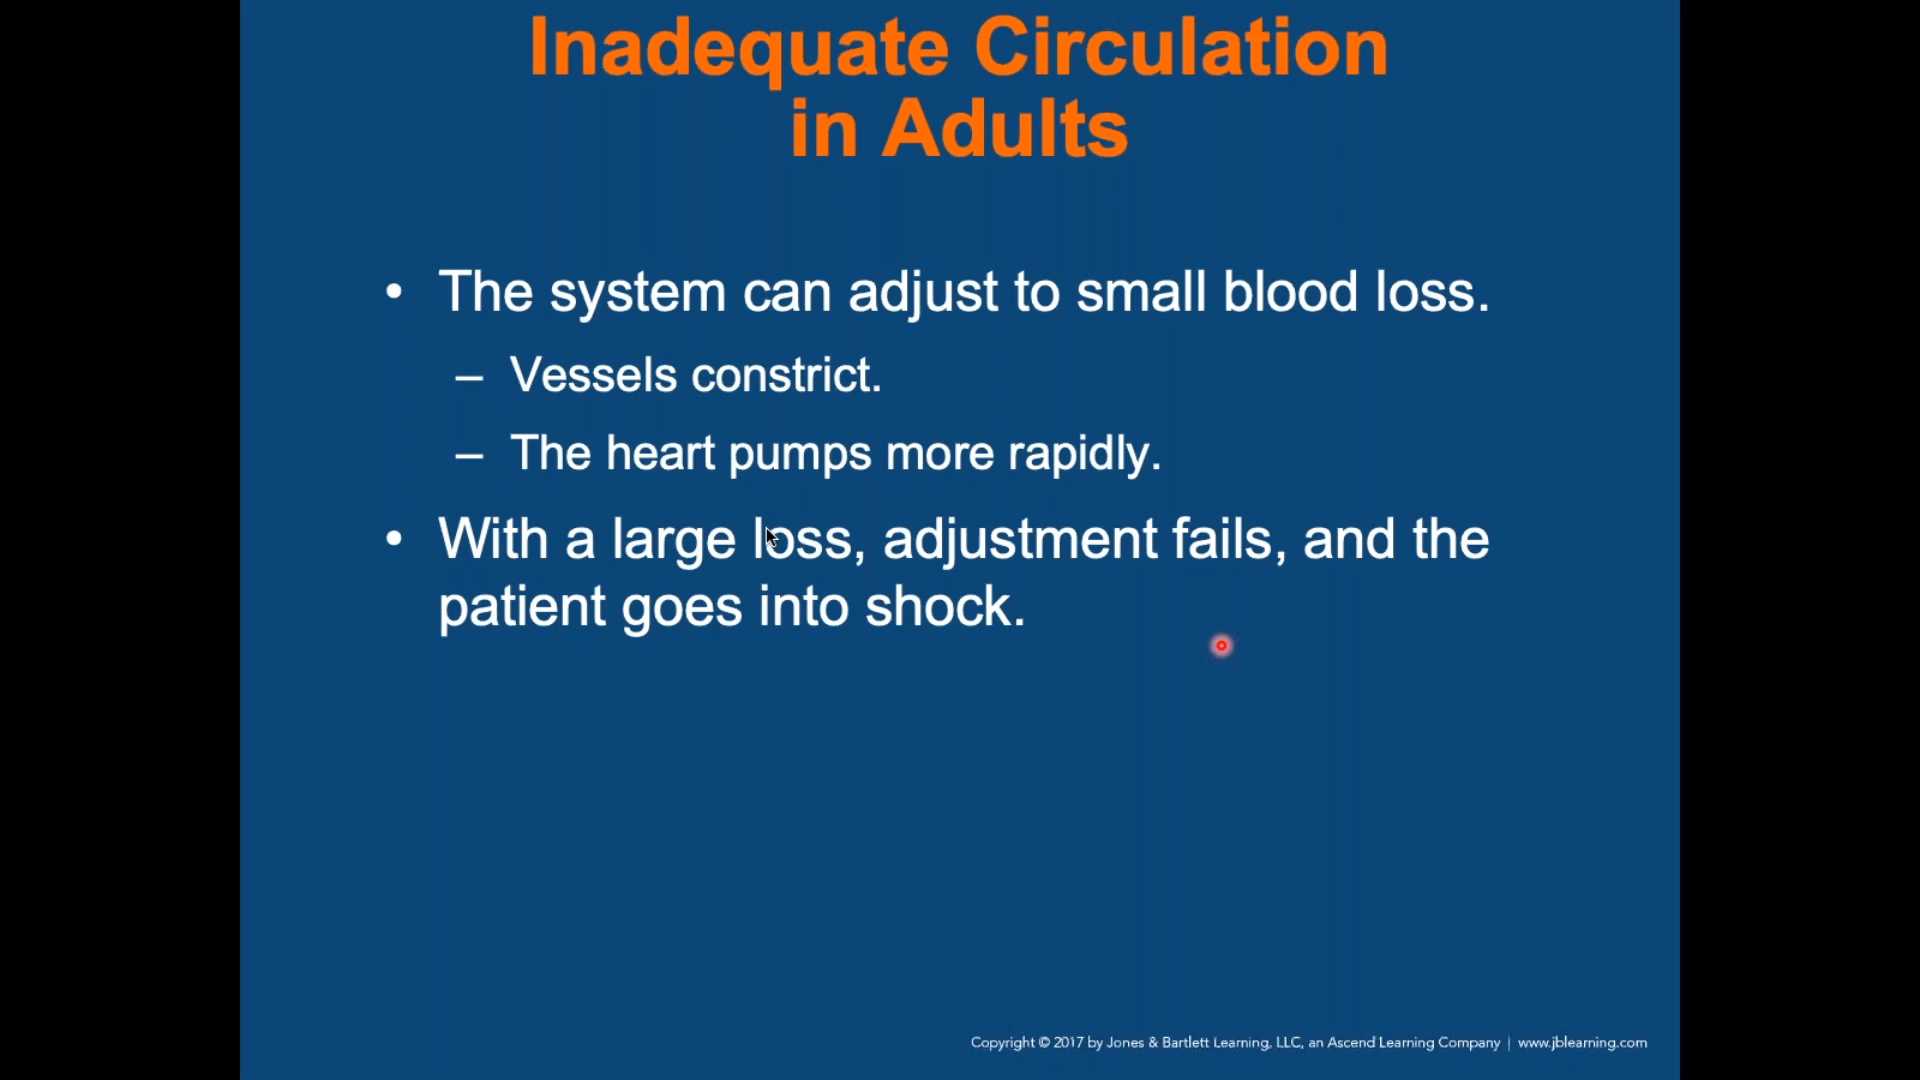 Inadequate Circulation
in Adults
• The system can adjust to small blood loss.
– Vessels constrict.
– The heart pumps more rapidly.
• With a large loss, adjustment fails, and the
patient goes into shock.
Copyright © 2017 by Jones & Bartlett Learning, LLC, an Ascend Learning Company | www.jblearning.com